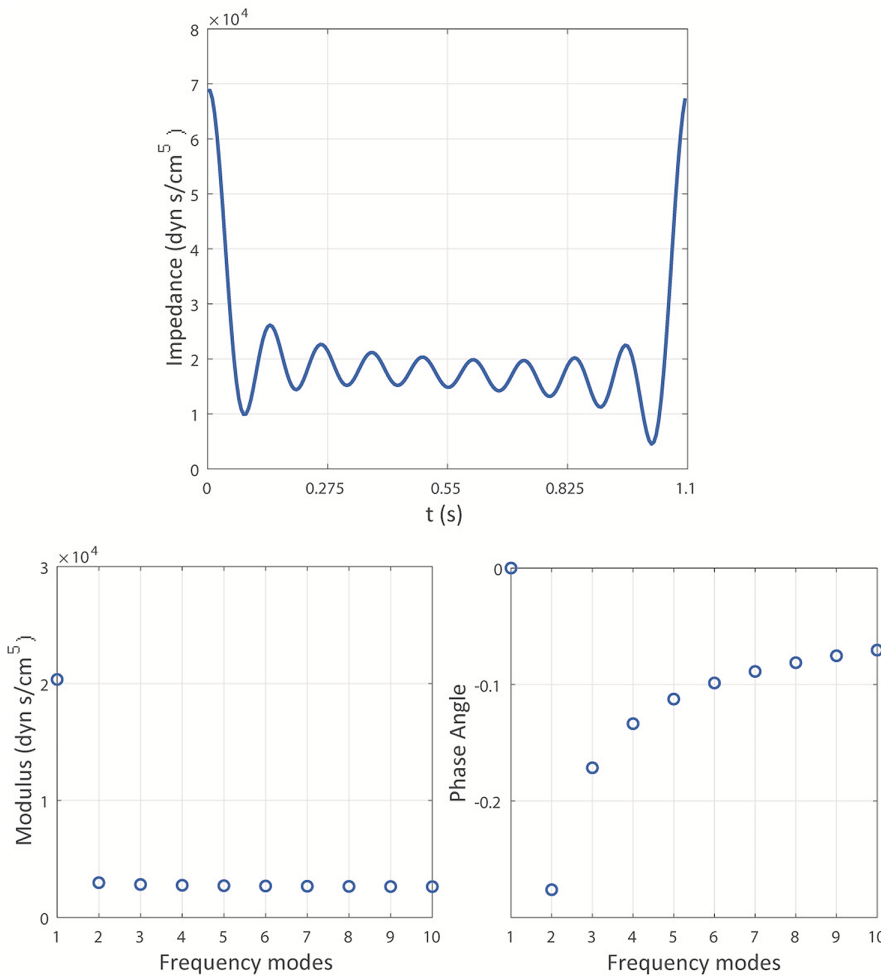 ×10⁴
8
7
6
5
4
3
2
1
0
Impedance (dyn s/cm⁵ )
0 0.275 0.55 0.825 1.1
t (s)
×10⁴
3
2
1
0
Modulus (dyn s/cm⁵)
1 2 3 4 5 6 7 8 9 10
Frequency modes
0
-0.1
-0.2
Phase Angle
1 2 3 4 5 6 7 8 9 10
Frequency modes